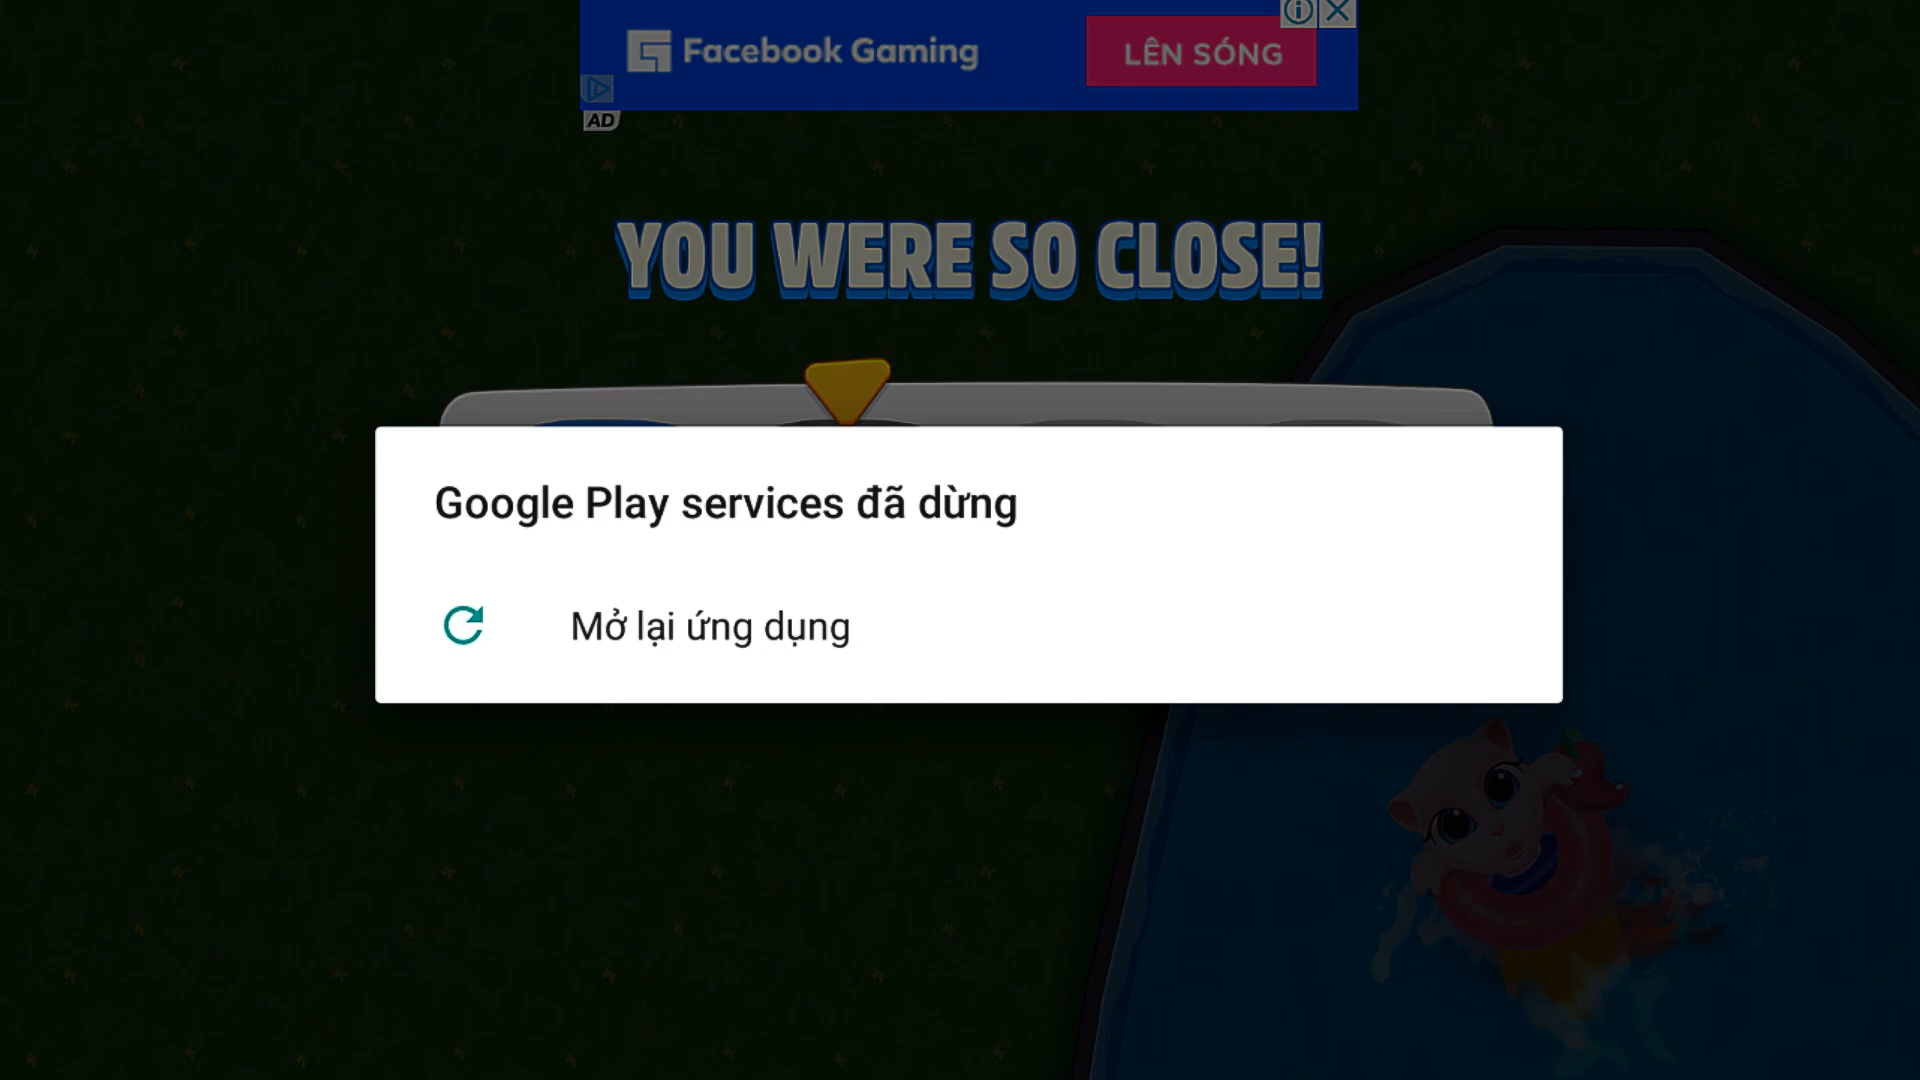 Facebook Gaming
LÊN SÓNG
AD
YOU WERE SO CLOSE!
Google Play services đã dừng
Mở lại ứng dụng